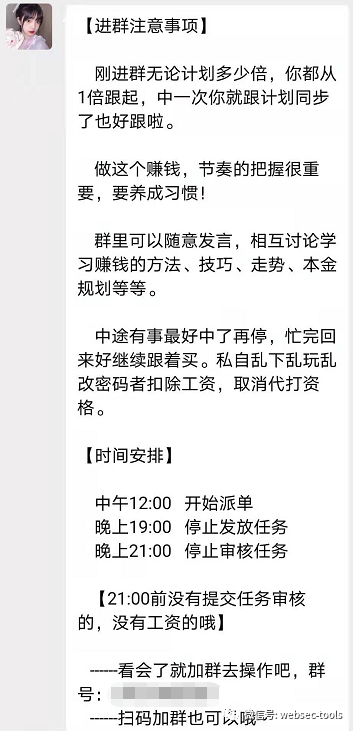 【进群注意事项】
刚进群无论计划多少倍，你都从
1倍跟起，中一次你就跟计划同步
了也好跟啦。
做这个赚钱，节奏的把握很重
要，要养成习惯！
群里可以随意发言，相互讨论学
习赚钱的方法、技巧、走势、本金
规划等等。
中途有事最好中了再停，忙完回
来好继续跟着买。私自乱下乱玩乱
改密码者扣除工资，取消代打资
格。
【时间安排】
中午12:00 开始派单
晚上19:00 停止发放任务
晚上21:00 停止审核任务
【21:00前没有提交任务审核
的，没有工资的哦】
------看会了就加群去操作吧，群
号：
------扫码加群也可以哦
微信号: websec-tools